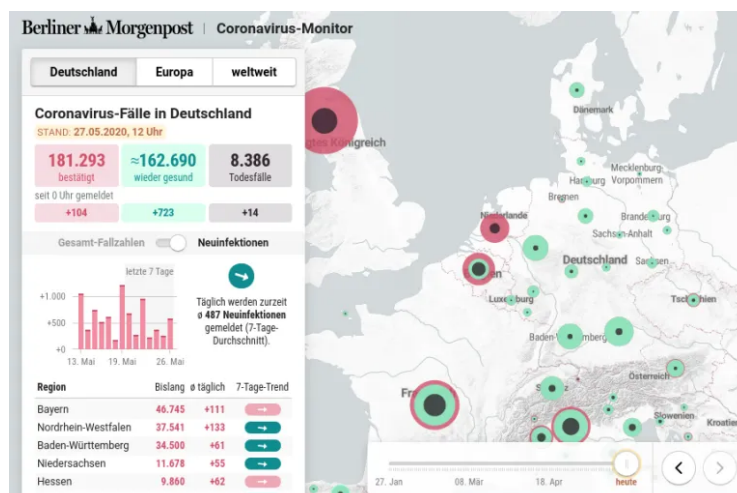 Berliner Morgenpost | Coronavirus-Monitor
Deutschland Europa weltweit
Coronavirus-Fälle in Deutschland
STAND: 27.05.2020, 12 Uhr
181.293 ≈162.690 8.386
bestätigt wieder gesund Todesfälle
seit 0 Uhr gemeldet
+104 +723 +14
Gesamt-Fallzahlen Neuinfektionen
letzte 7 Tage
+1.000
+500
+0
13. Mai 19. Mai 26. Mai
Täglich werden zurzeit
ø 487 Neuinfektionen
gemeldet (7-Tage-
Durchschnitt).
Region Bislang ø täglich 7-Tage-Trend
Bayern 46.745 +111 →
Nordrhein-Westfalen 37.541 +133 →
Baden-Württemberg 34.500 +61 →
Niedersachsen 11.678 +55 →
Hessen 9.860 +62 →
Dänemark
gtes Königreich
Mecklenburg-
Vorpommern
Hamburg
Bremen
Niederlande
Brandenburg
Sachsen-Anhalt
Deutschland
Sachsen
Luxemburg
Tschechien
Österreich
Slowenien
Kroatien
27. Jan 08. Mär 18. Apr heute